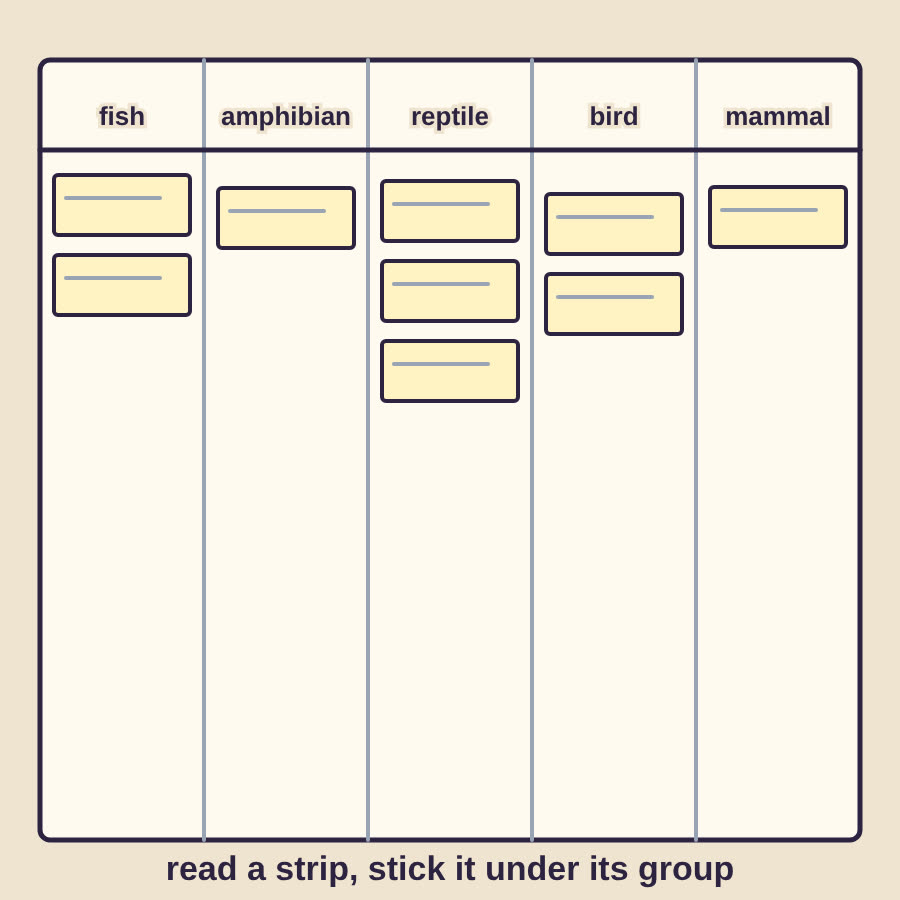 fish
amphibian
reptile
bird
mammal
read a strip, stick it under its group